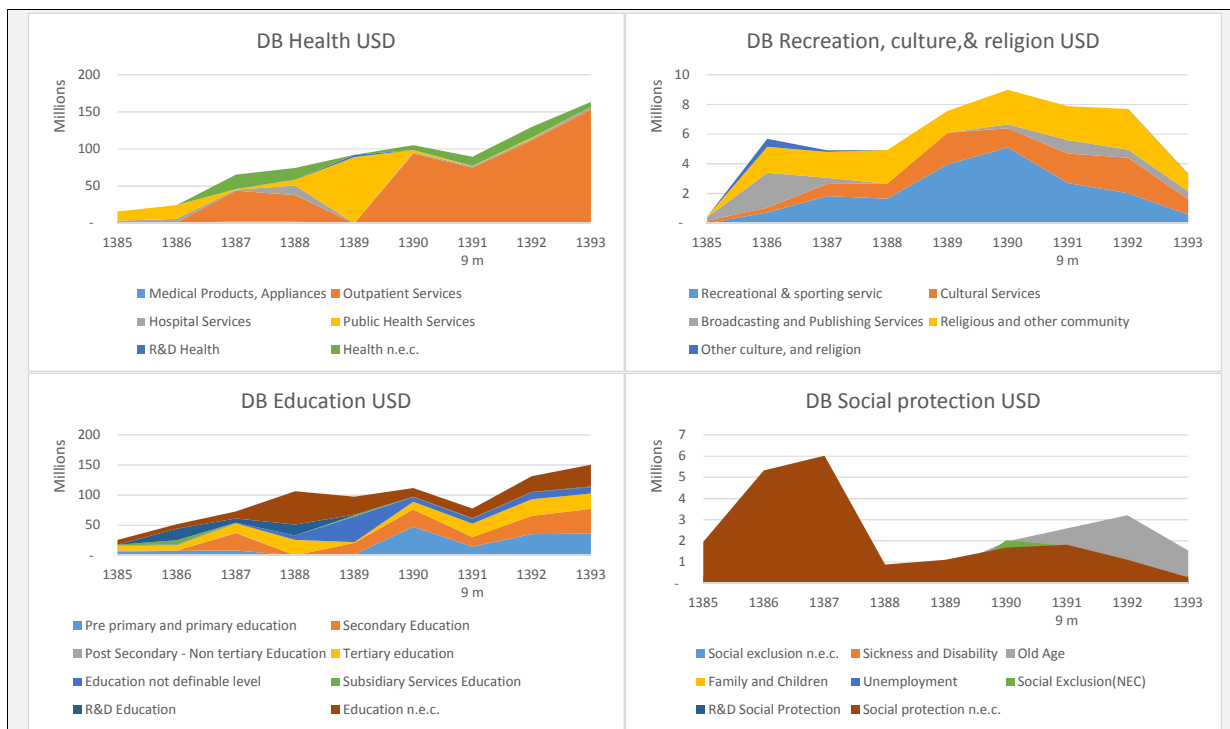 DB Health USD
Millions
200
150
100
50
-
1385 1386 1387 1388 1389 1390 1391 1392 1393
9 m
Medical Products, Appliances Outpatient Services
Hospital Services Public Health Services
R&D Health Health n.e.c.
DB Recreation, culture,& religion USD
Millions
10
8
6
4
2
-
1385 1386 1387 1388 1389 1390 1391 1392 1393
9 m
Recreational & sporting servic Cultural Services
Broadcasting and Publishing Services Religious and other community
Other culture, and religion
DB Education USD
Millions
200
150
100
50
-
1385 1386 1387 1388 1389 1390 1391 1392 1393
9 m
Pre primary and primary education Secondary Education
Post Secondary - Non tertiary Education Tertiary education
Education not definable level Subsidiary Services Education
R&D Education Education n.e.c.
DB Social protection USD
Millions
7
6
5
4
3
2
1
-
1385 1386 1387 1388 1389 1390 1391 1392 1393
9 m
Social exclusion n.e.c. Sickness and Disability Old Age
Family and Children Unemployment Social Exclusion(NEC)
R&D Social Protection Social protection n.e.c.